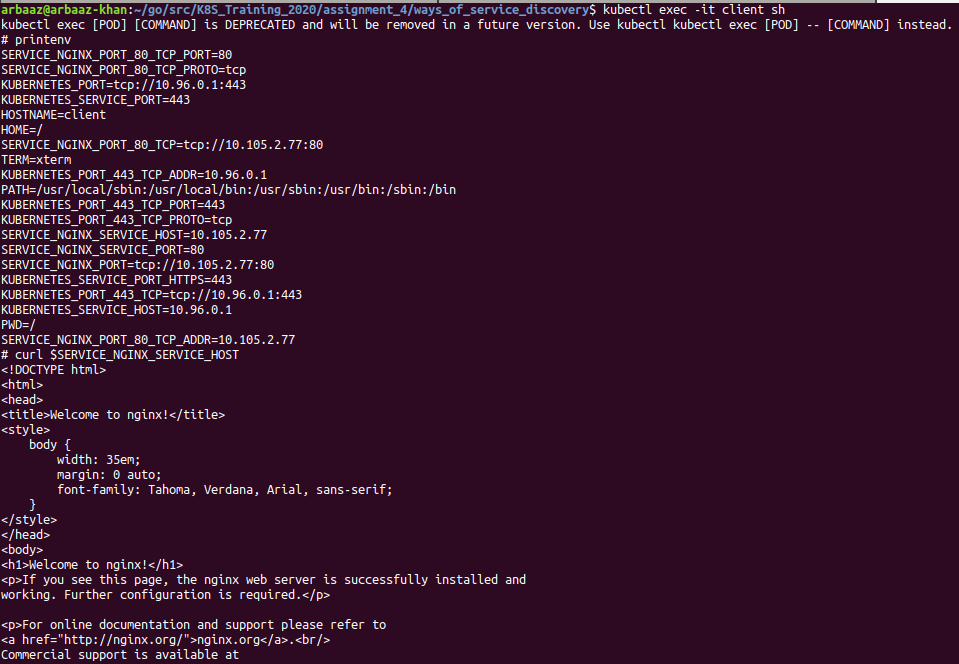 arbaaz@arbaaz-khan:~/go/src/K8S_Training_2020/assignment_4/ways_of_service_discovery$ kubectl exec -it client sh
kubectl exec [POD] [COMMAND] is DEPRECATED and will be removed in a future version. Use kubectl kubectl exec [POD] -- [COMMAND] instead.
# printenv
SERVICE_NGINX_PORT_80_TCP_PORT=80
SERVICE_NGINX_PORT_80_TCP_PROTO=tcp
KUBERNETES_PORT=tcp://10.96.0.1:443
KUBERNETES_SERVICE_PORT=443
HOSTNAME=client
HOME=/
SERVICE_NGINX_PORT_80_TCP=tcp://10.105.2.77:80
TERM=xterm
KUBERNETES_PORT_443_TCP_ADDR=10.96.0.1
PATH=/usr/local/sbin:/usr/local/bin:/usr/sbin:/usr/bin:/sbin:/bin
KUBERNETES_PORT_443_TCP_PORT=443
KUBERNETES_PORT_443_TCP_PROTO=tcp
SERVICE_NGINX_SERVICE_HOST=10.105.2.77
SERVICE_NGINX_SERVICE_PORT=80
SERVICE_NGINX_PORT=tcp://10.105.2.77:80
KUBERNETES_SERVICE_PORT_HTTPS=443
KUBERNETES_PORT_443_TCP=tcp://10.96.0.1:443
KUBERNETES_SERVICE_HOST=10.96.0.1
PWD=/
SERVICE_NGINX_PORT_80_TCP_ADDR=10.105.2.77
# curl $SERVICE_NGINX_SERVICE_HOST
<!DOCTYPE html>
<html>
<head>
<title>Welcome to nginx!</title>
<style>
    body {
        width: 35em;
        margin: 0 auto;
        font-family: Tahoma, Verdana, Arial, sans-serif;
    }
</style>
</head>
<body>
<h1>Welcome to nginx!</h1>
<p>If you see this page, the nginx web server is successfully installed and
working. Further configuration is required.</p>

<p>For online documentation and support please refer to
<a href="http://nginx.org/">nginx.org</a>.<br/>
Commercial support is available at